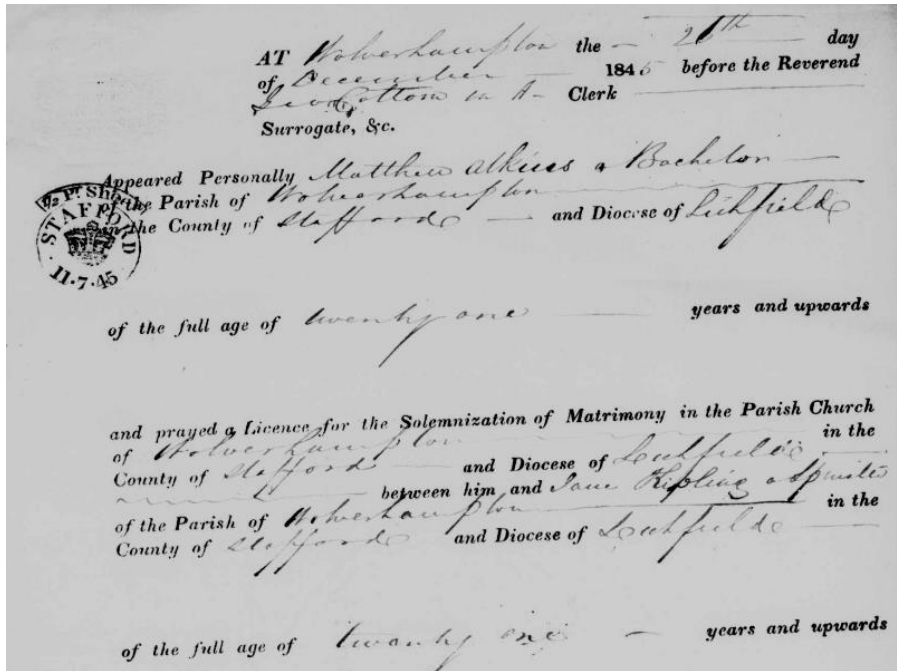 AT Wolverhampton the 26th day
of December 1845 before the Reverend
Geo Cottam M A Clerk
Surrogate, &c.
Appeared Personally Matthew Atkins a Bachelor
of the Parish of Wolverhampton
in the County of Stafford and Diocese of Lichfield
STAFFORD
11.7.45
of the full age of twenty one years and upwards
and prayed a Licence for the Solemnization of Matrimony in the Parish Church
of Wolverhampton in the
County of Stafford and Diocese of Lichfield
between him and Jane Kipling a Spinster
of the Parish of Wolverhampton in the
County of Stafford and Diocese of Lichfield
of the full age of twenty one years and upwards